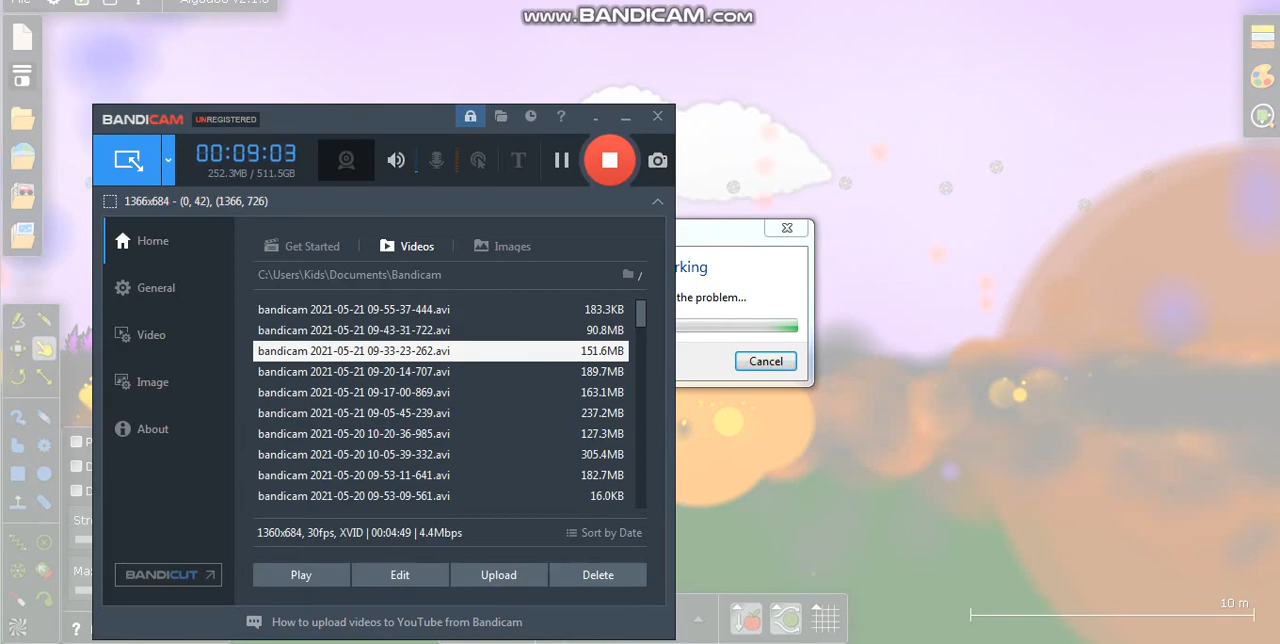 File
Algodoo v2.1.0
www.BANDICAM.com
BANDICAM UNREGISTERED
00:09:03
252.3MB / 511.5GB
1366x684 - (0, 42), (1366, 726)
Home
General
Video
Image
About
BANDICUT
Get Started
Videos
Images
C:\Users\Kids\Documents\Bandicam
bandicam 2021-05-21 09-55-37-444.avi 183.3KB
bandicam 2021-05-21 09-43-31-722.avi 90.8MB
bandicam 2021-05-21 09-33-23-262.avi 151.6MB
bandicam 2021-05-21 09-20-14-707.avi 189.7MB
bandicam 2021-05-21 09-17-00-869.avi 163.1MB
bandicam 2021-05-21 09-05-45-239.avi 237.2MB
bandicam 2021-05-20 10-20-36-985.avi 127.3MB
bandicam 2021-05-20 10-05-39-332.avi 305.4MB
bandicam 2021-05-20 09-53-11-641.avi 182.7MB
bandicam 2021-05-20 09-53-09-561.avi 16.0KB
1360x684, 30fps, XVID | 00:04:49 | 4.4Mbps
Sort by Date
Play Edit Upload Delete
How to upload videos to YouTube from Bandicam
rking
the problem...
Cancel
10 m